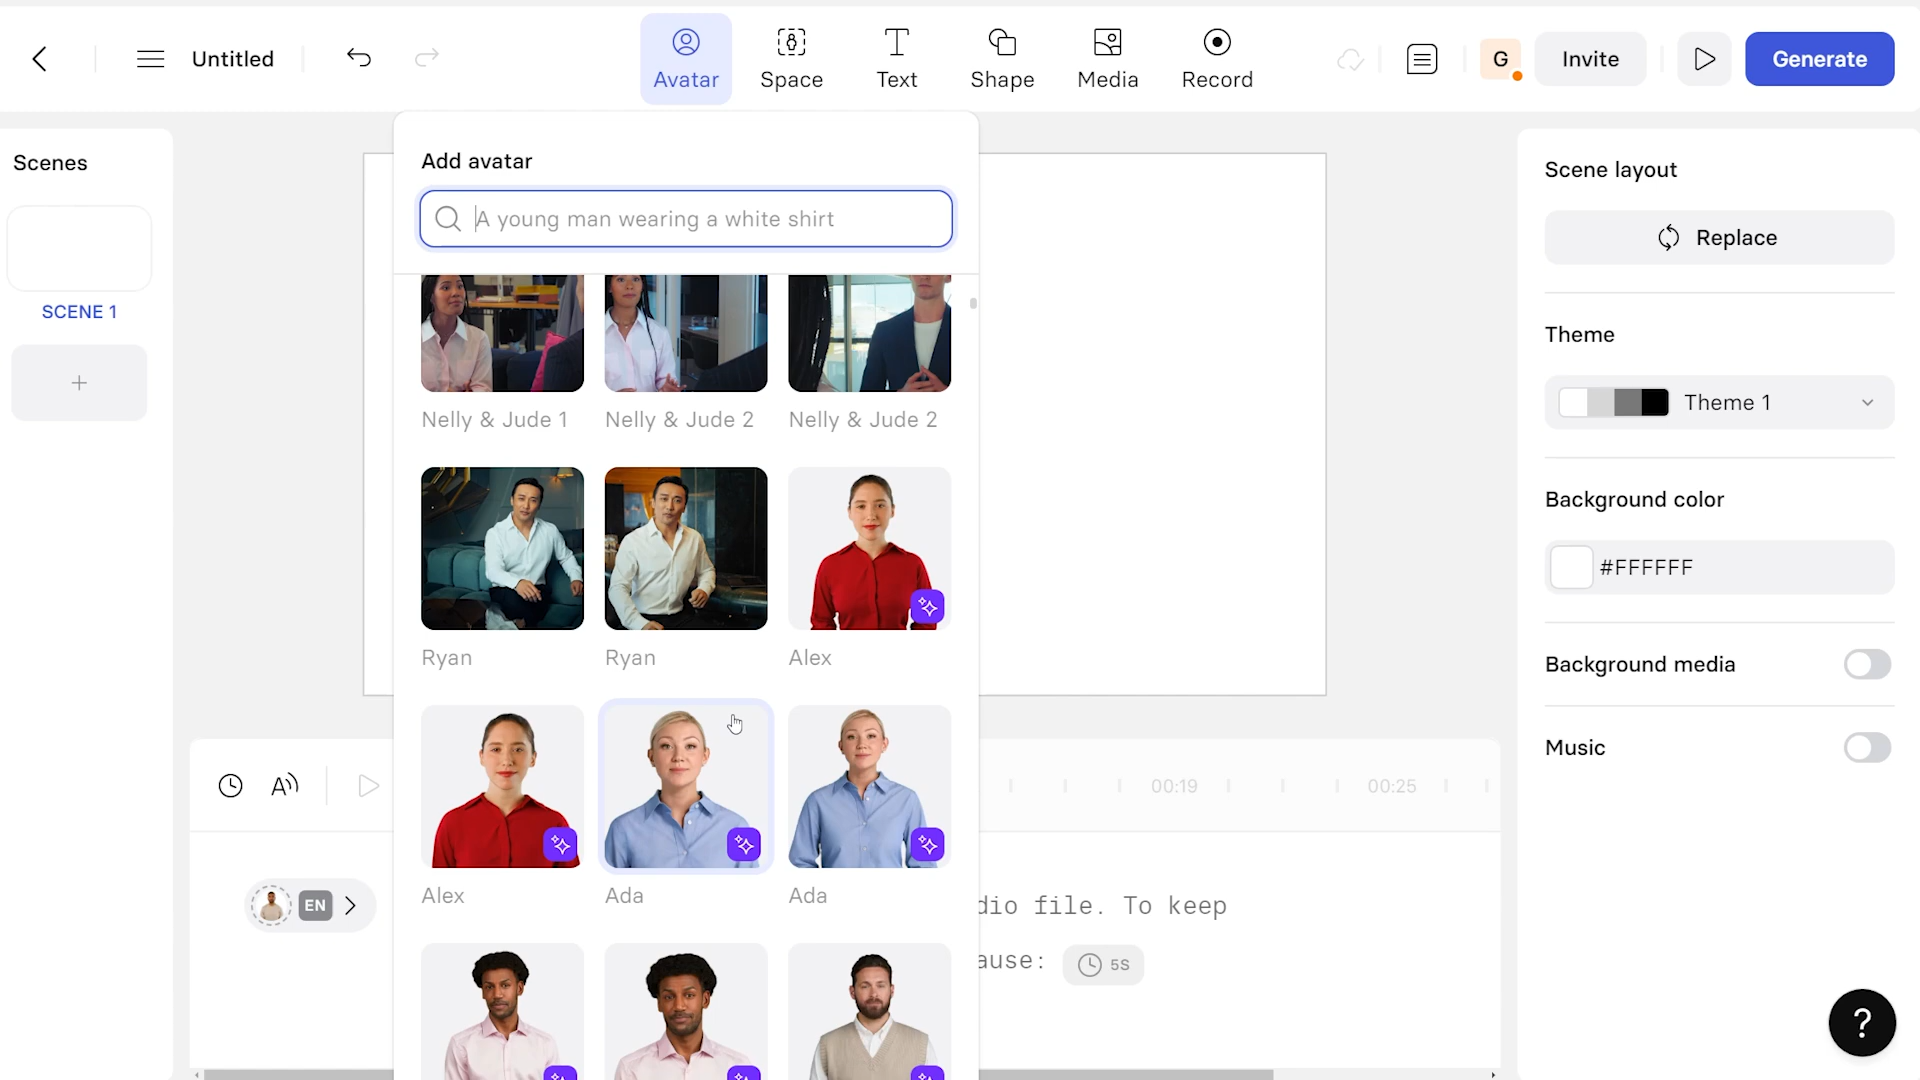 Untitled
Avatar
Space
Text
Shape
Media
Record
G
Invite
Generate
Scenes
SCENE 1
+
Add avatar
A young man wearing a white shirt
Nelly & Jude 1
Nelly & Jude 2
Nelly & Jude 2
Ryan
Ryan
Alex
Alex
Ada
Ada
Scene layout
Replace
Theme
Theme 1
Background color
#FFFFFF
Background media
Music
A
00:19
00:25
EN
dio file. To keep
ause:
5S
?